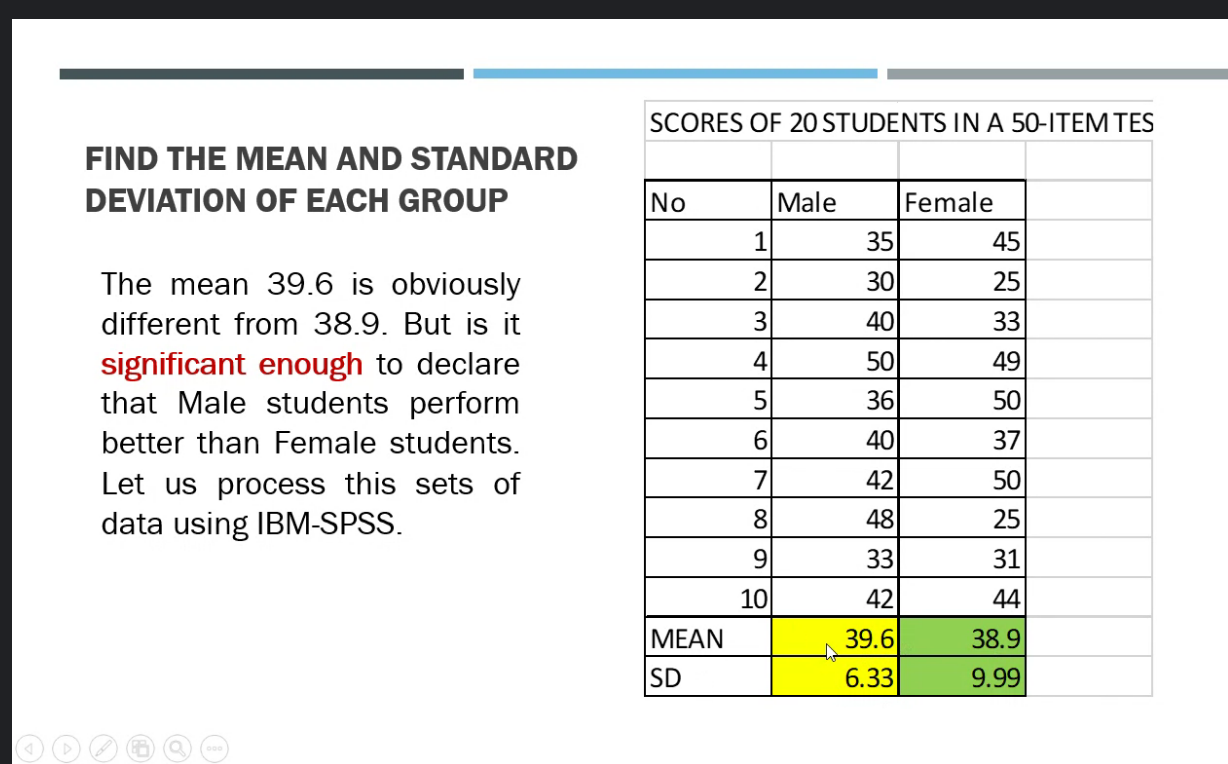 FIND THE MEAN AND STANDARD
DEVIATION OF EACH GROUP
The mean 39.6 is obviously
different from 38.9. But is it
significant enough to declare
that Male students perform
better than Female students.
Let us process this sets of
data using IBM-SPSS.
SCORES OF 20 STUDENTS IN A 50-ITEM TES
No Male Female
1 35 45
2 30 25
3 40 33
4 50 49
5 36 50
6 40 37
7 42 50
8 48 25
9 33 31
10 42 44
MEAN 39.6 38.9
SD 6.33 9.99